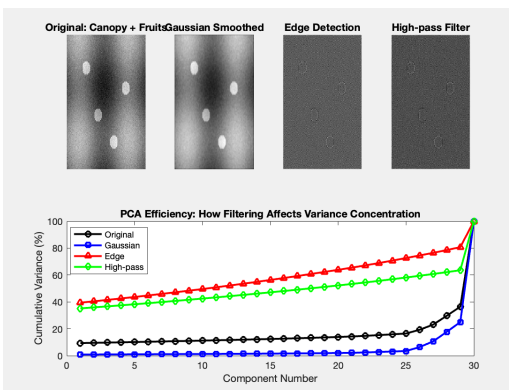 Original: Canopy + Fruits
Gaussian Smoothed
Edge Detection
High-pass Filter
PCA Efficiency: How Filtering Affects Variance Concentration
Cumulative Variance (%)
100
80
60
40
20
0
Original
Gaussian
Edge
High-pass
0 5 10 15 20 25 30
Component Number